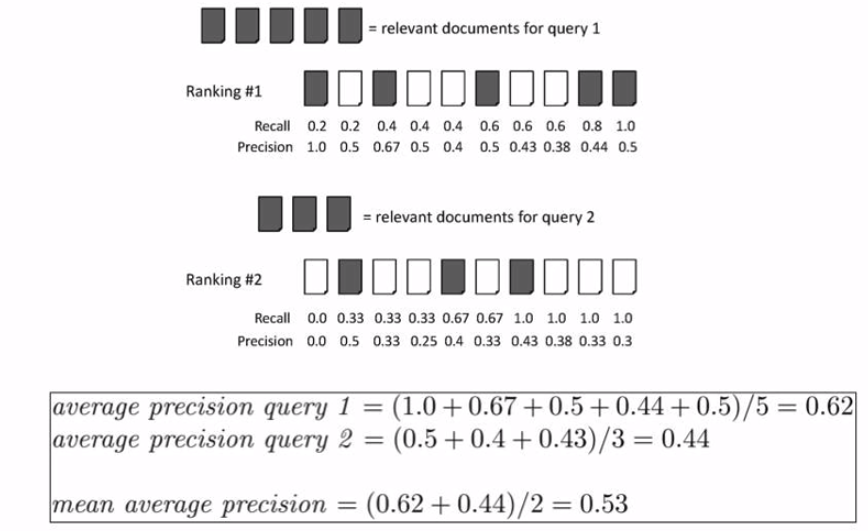 = relevant documents for query 1
Ranking #1
Recall 0.2 0.2 0.4 0.4 0.4 0.6 0.6 0.6 0.8 1.0
Precision 1.0 0.5 0.67 0.5 0.4 0.5 0.43 0.38 0.44 0.5
= relevant documents for query 2
Ranking #2
Recall 0.0 0.33 0.33 0.33 0.67 0.67 1.0 1.0 1.0 1.0
Precision 0.0 0.5 0.33 0.25 0.4 0.33 0.43 0.38 0.33 0.3
average precision query 1 = (1.0 + 0.67 + 0.5 + 0.44 + 0.5)/5 = 0.62
average precision query 2 = (0.5 + 0.4 + 0.43)/3 = 0.44
mean average precision = (0.62 + 0.44)/2 = 0.53